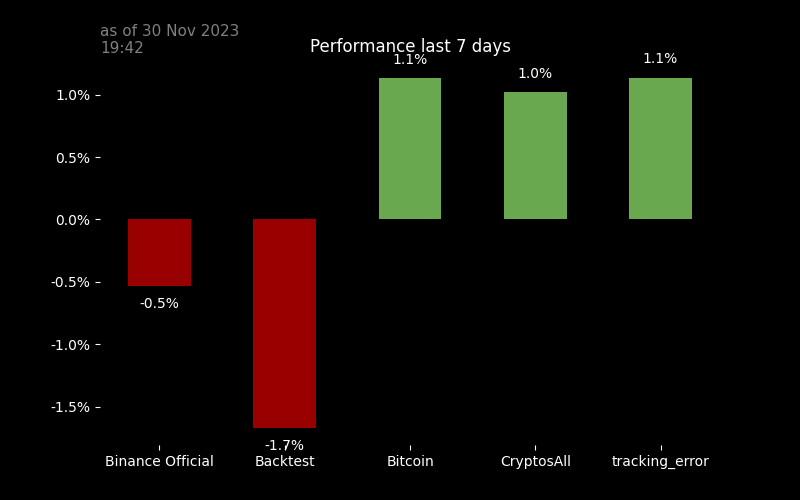 as of 30 Nov 2023
19:42
Performance last 7 days
1.1%
1.0%
1.1%
1.0%
0.5%
0.0%
-0.5%
-1.0%
-1.5%
-0.5%
-1.7%
Binance Official
Backtest
Bitcoin
CryptosAll
tracking_error